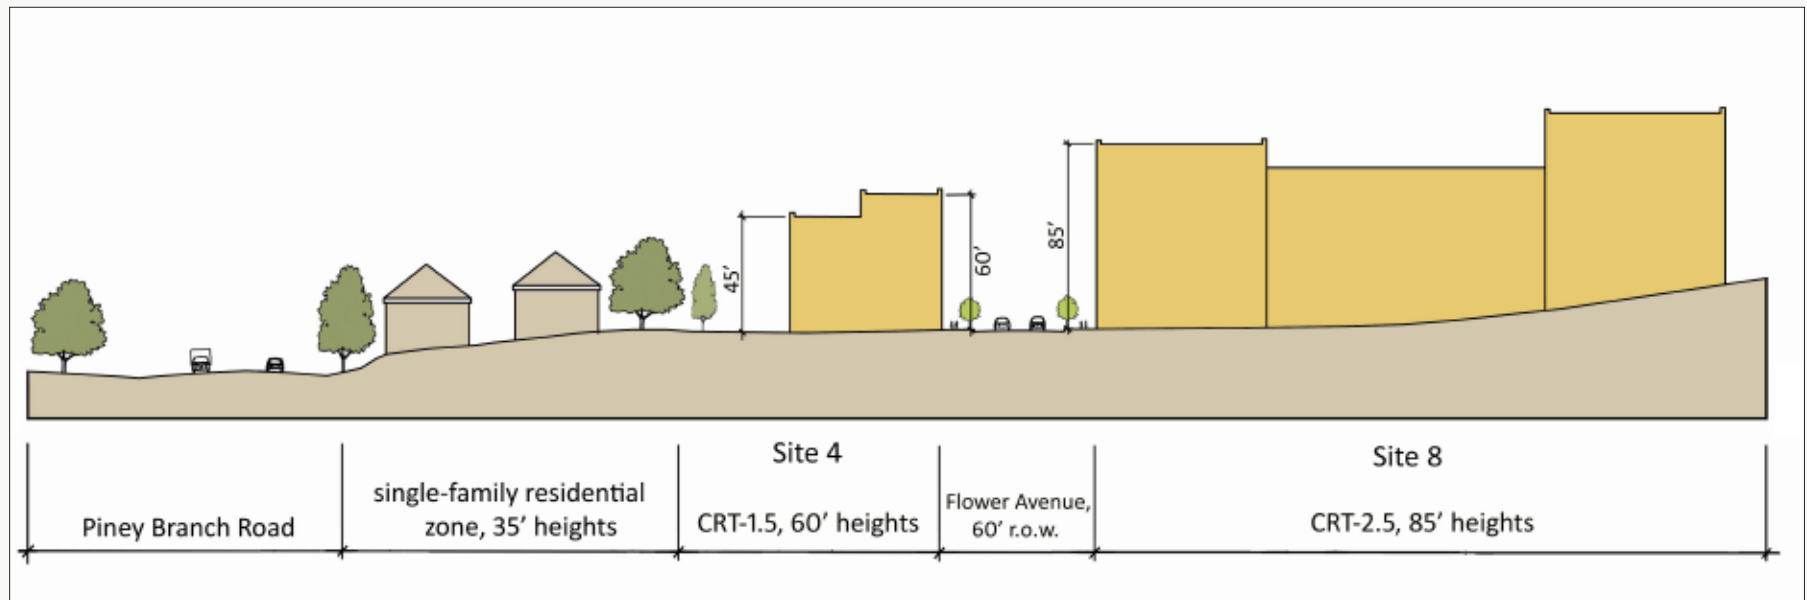 45’
60’
85’
Piney Branch Road
single-family residential
zone, 35’ heights
Site 4
CRT-1.5, 60’ heights
Flower Avenue,
60’ r.o.w.
Site 8
CRT-2.5, 85’ heights